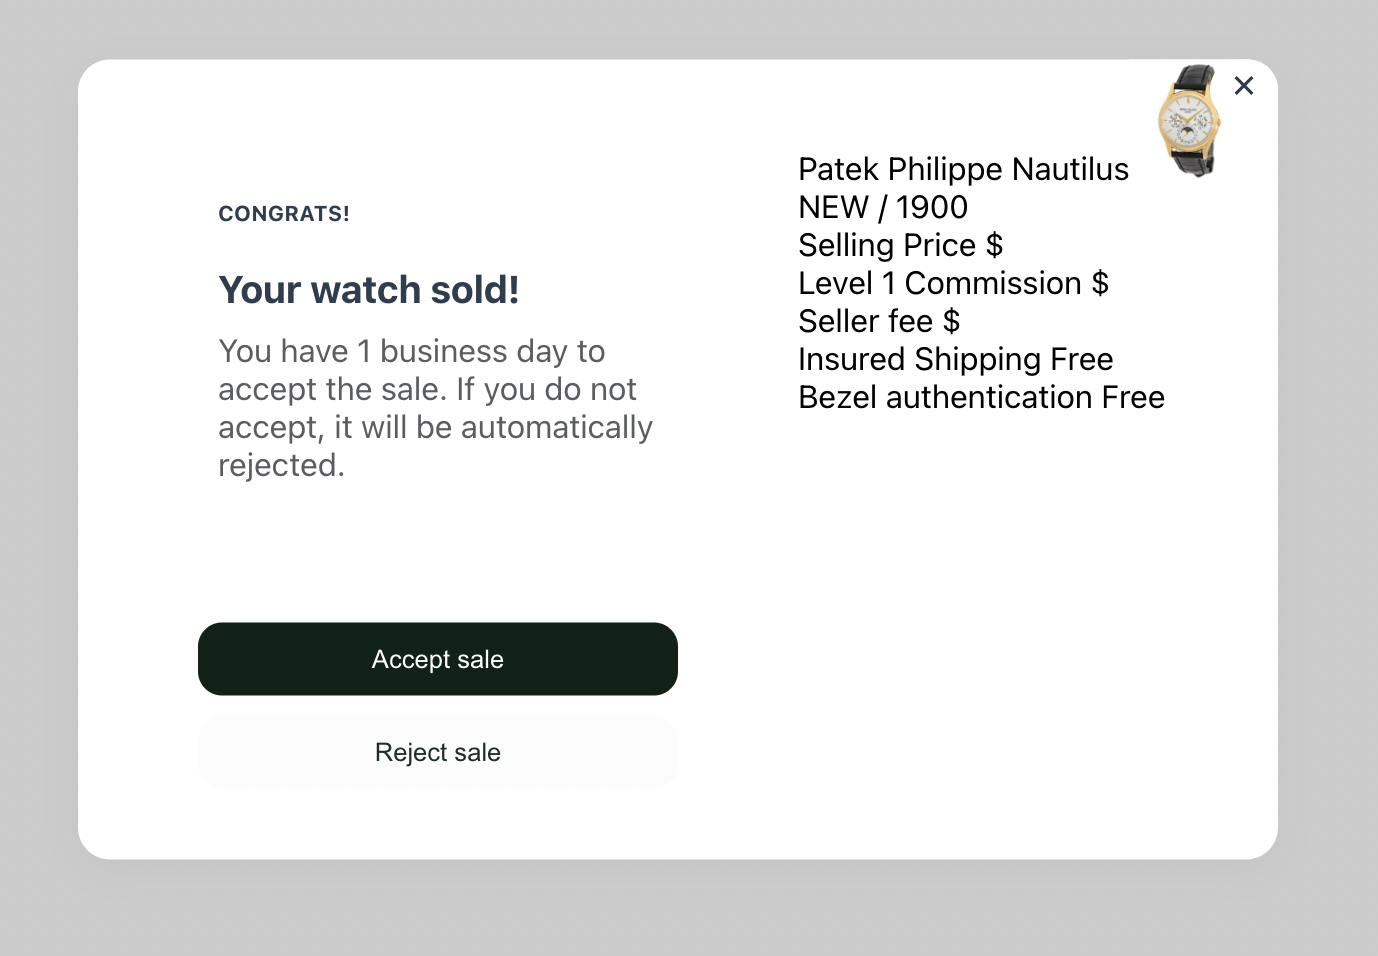 CONGRATS!
Your watch sold!
You have 1 business day to
accept the sale. If you do not
accept, it will be automatically
rejected.
Accept sale
Reject sale
Patek Philippe Nautilus
NEW / 1900
Selling Price $
Level 1 Commission $
Seller fee $
Insured Shipping Free
Bezel authentication Free